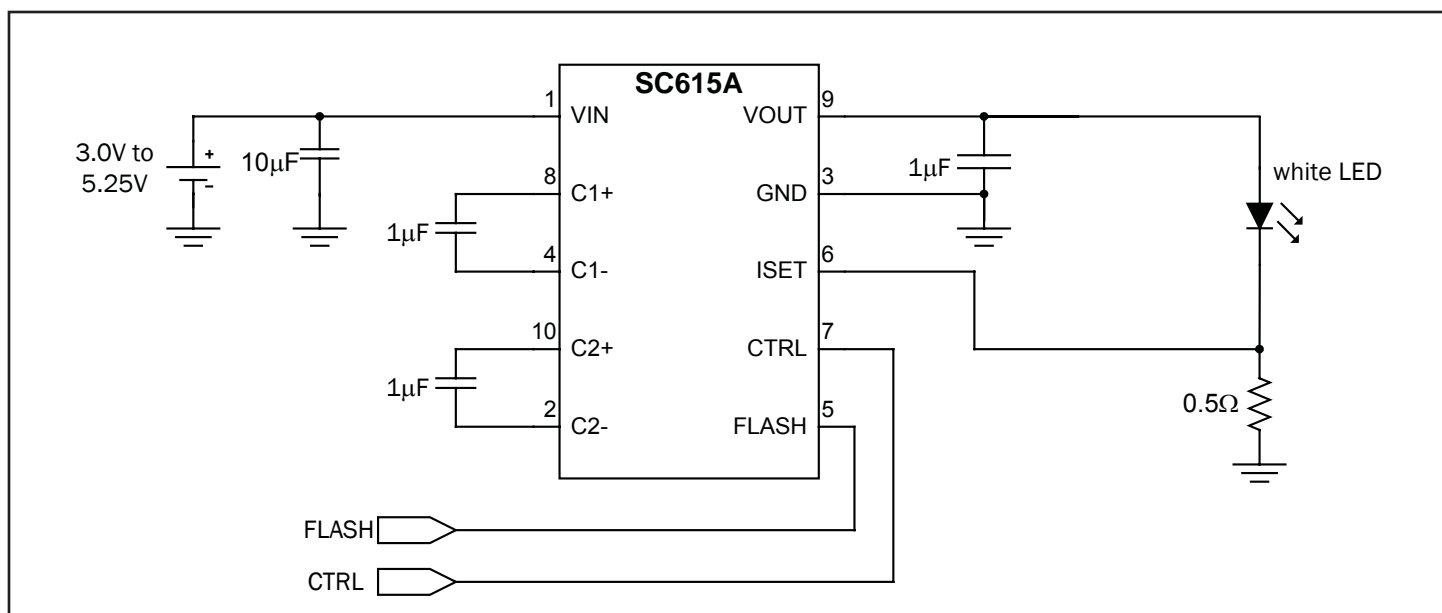 SC615A
1
VIN
VOUT
9
3.0V to
5.25V
+
-
10μF
8
C1+
GND
3
1μF
white LED
1μF
4
C1-
ISET
6
10
C2+
CTRL
7
1μF
2
C2-
FLASH
5
0.5Ω
FLASH
CTRL